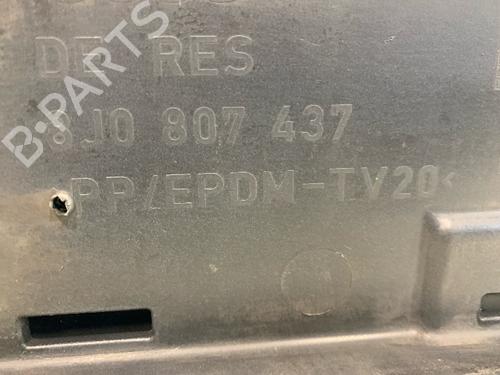 DE RES
8J0 807 437
PP/EPDM-TV20<
B-PARTS